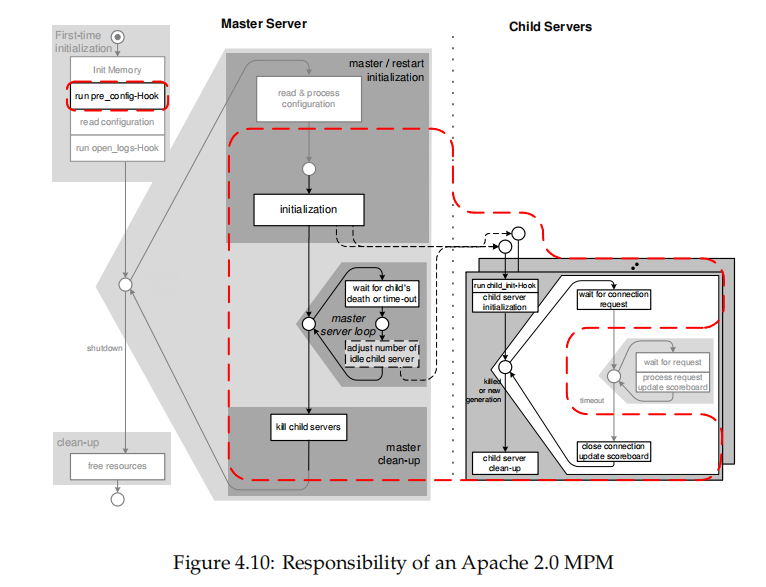 Master Server
Child Servers
First-time
initialization
Init Memory
run pre_config-Hook
read configuration
run open_logs-Hook
master / restart
initialization
read & process
configuration
initialization
wait for child's
death or time-out
master
server loop
adjust number of
idle child server
shutdown
kill child servers
master
clean-up
clean-up
free resources
run child_init-Hook
child server
initialization
wait for connection
request
wait for request
process request
update scoreboard
killed
or new
generation
timeout
close connection
update scoreboard
child server
clean-up
Figure 4.10: Responsibility of an Apache 2.0 MPM